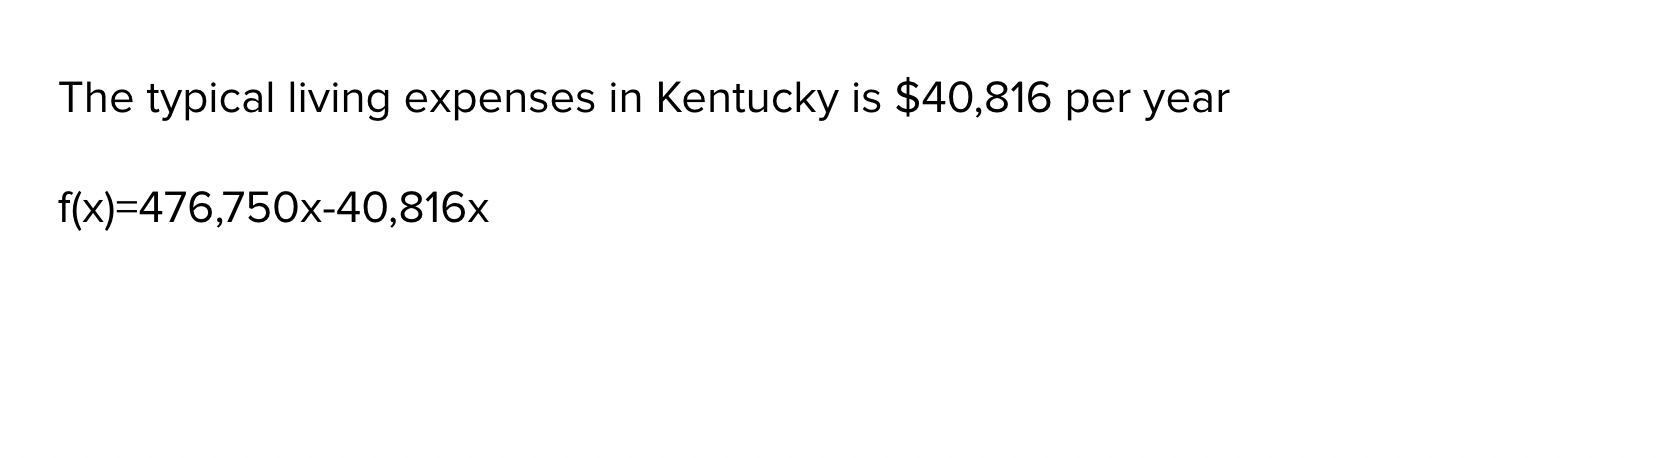 The typical living expenses in Kentucky is $40,816 per year
f(x)=476,750x-40,816x